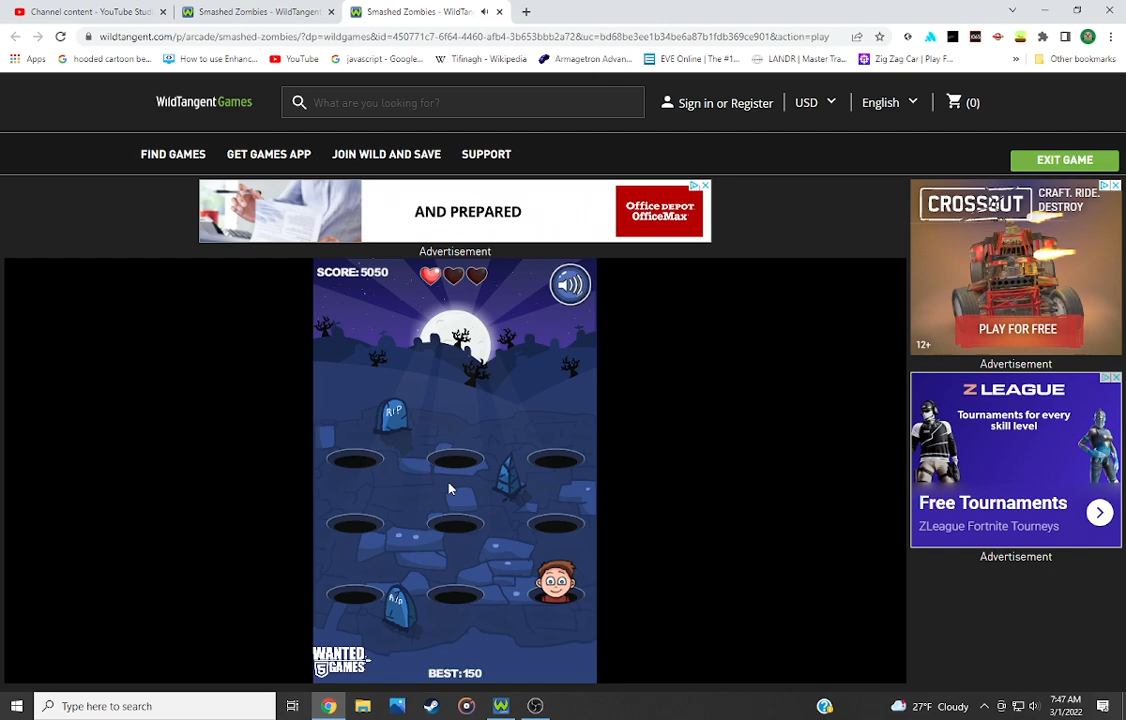 Channel content - YouTube Stud
Smashed Zombies - WildTangent
Smashed Zombies - WildTan
wildtangent.com/p/arcade/smashed-zombies/?dp=wildgames&id=450771c7-6f64-4460-afb4-3b653bbb2a72&uc=bd68be3ee1b34be6a87b1fdb369ce901&action=play
Apps
hooded cartoon be...
How to use Enhanc...
YouTube
javascript - Google...
Tifinagh - Wikipedia
Armagetron Advan...
EVE Online | The #1...
LANDR | Master Tra...
Zig Zag Car | Play F...
»
Other bookmarks
WildTangent Games
What are you looking for?
Sign in or Register
USD
English
(0)
FIND GAMES
GET GAMES APP
JOIN WILD AND SAVE
SUPPORT
EXIT GAME
AND PREPARED
Office DEPOT
OfficeMax
Advertisement
CROSSOUT
CRAFT. RIDE.
DESTROY
PLAY FOR FREE
12+
Advertisement
Z LEAGUE
Tournaments for every
skill level
Free Tournaments
ZLeague Fortnite Tourneys
Advertisement
SCORE: 5050
RIP
RIP
WANTED
5 GAMES
BEST: 150
Type here to search
27°F Cloudy
7:47 AM
3/1/2022